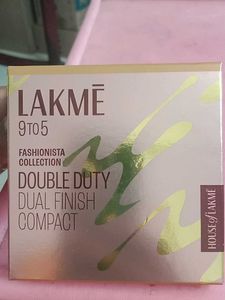 LAKMĒ
9TO5
FASHIONISTA
COLLECTION
DOUBLE DUTY
DUAL FINISH
COMPACT
HOUSE of LAKMĒ